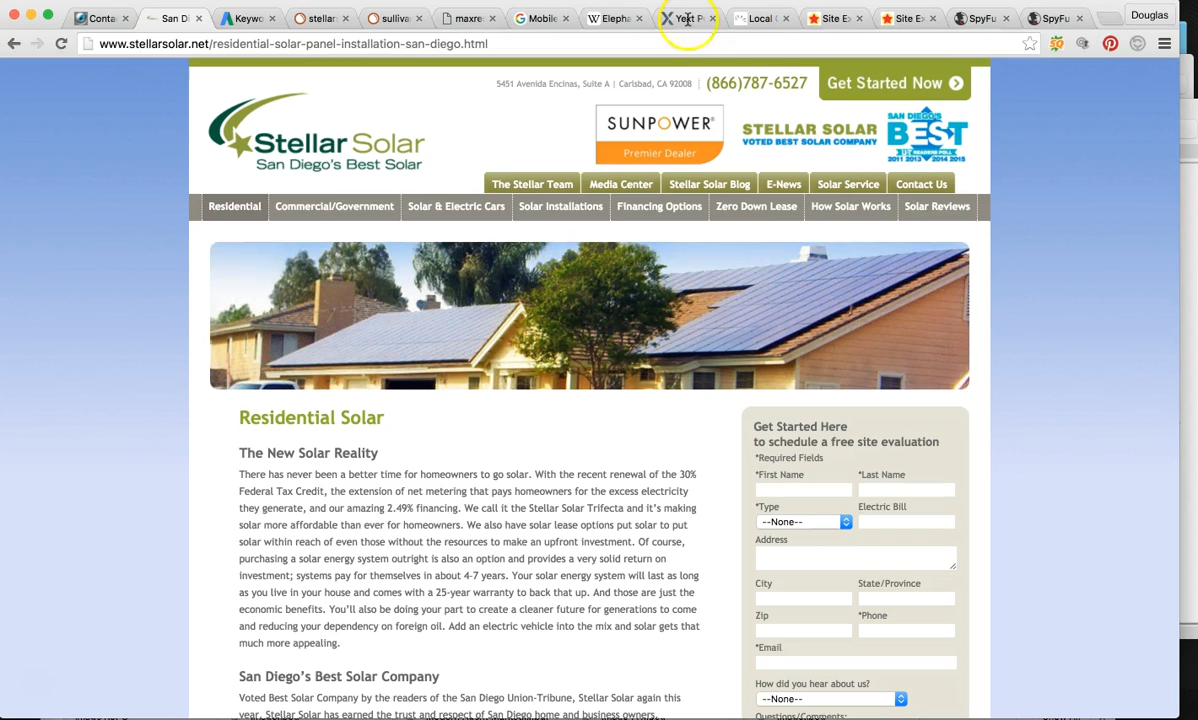 Conta
San Di
Keywo
stellar
sulliva
maxre
Mobile
Elepha
Yext P
Local
Site E
Site E
SpyFu
SpyFu
Douglas
www.stellarsolar.net/residential-solar-panel-installation-san-diego.html
5451 Avenida Encinas, Suite A | Carlsbad, CA 92008 | (866)787-6527
Get Started Now
Stellar Solar
San Diego's Best Solar
SUNPOWER®
Premier Dealer
STELLAR SOLAR
VOTED BEST SOLAR COMPANY
SAN DIEGO'S
BEST
UT READERS POLL
2011 2013 2014 2015
The Stellar Team
Media Center
Stellar Solar Blog
E-News
Solar Service
Contact Us
Residential
Commercial/Government
Solar & Electric Cars
Solar Installations
Financing Options
Zero Down Lease
How Solar Works
Solar Reviews
Residential Solar
The New Solar Reality
There has never been a better time for homeowners to go solar. With the recent renewal of the 30%
Federal Tax Credit, the extension of net metering that pays homeowners for the excess electricity
they generate, and our amazing 2.49% financing. We call it the Stellar Solar Trifecta and it's making
solar more affordable than ever for homeowners. We also have solar lease options put solar to put
solar within reach of even those without the resources to make an upfront investment. Of course,
purchasing a solar energy system outright is also an option and provides a very solid return on
investment; systems pay for themselves in about 4-7 years. Your solar energy system will last as long
as you live in your house and comes with a 25-year warranty to back that up. And those are just the
economic benefits. You'll also be doing your part to create a cleaner future for generations to come
and reducing your dependency on foreign oil. Add an electric vehicle into the mix and solar gets that
much more appealing.
San Diego's Best Solar Company
Voted Best Solar Company by the readers of the San Diego Union-Tribune, Stellar Solar again this
year. Stellar Solar has earned the trust and respect of San Diego home and business owners.
Get Started Here
to schedule a free site evaluation
*Required Fields
*First Name
*Last Name
*Type
Electric Bill
--None--
Address
City
State/Province
Zip
*Phone
*Email
How did you hear about us?
--None--
Questions/Comments: